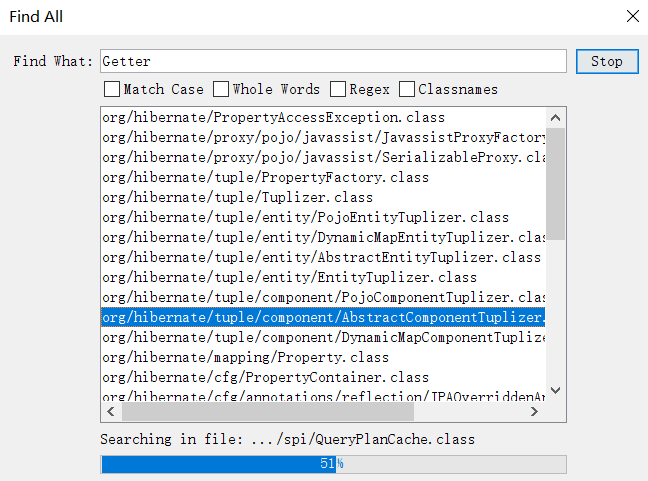 Find All
Find What: Getter Stop
Match Case Whole Words Regex Classnames
org/hibernate/PropertyAccessException.class
org/hibernate/proxy/pojo/javassist/JavassistProxyFactory
org/hibernate/proxy/pojo/javassist/SerializableProxy.cla
org/hibernate/tuple/PropertyFactory.class
org/hibernate/tuple/Tuplizer.class
org/hibernate/tuple/entity/PojoEntityTuplizer.class
org/hibernate/tuple/entity/DynamicMapEntityTuplizer.clas
org/hibernate/tuple/entity/AbstractEntityTuplizer.class
org/hibernate/tuple/entity/EntityTuplizer.class
org/hibernate/tuple/component/PojoComponentTuplizer.clas
org/hibernate/tuple/component/AbstractComponentTuplizer.
org/hibernate/tuple/component/DynamicMapComponentTuplize
org/hibernate/mapping/Property.class
org/hibernate/cfg/PropertyContainer.class
org/hibernate/cfg/annotations/reflection/JPAOverriddenAn
Searching in file: .../spi/QueryPlanCache.class
51%